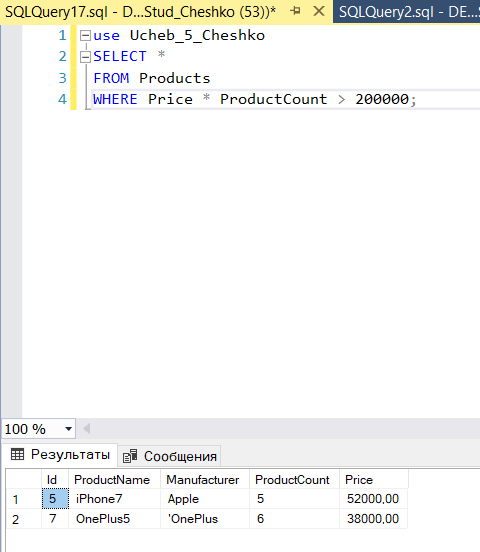 SQLQuery17.sql - D...Stud_Cheshko (53))* SQLQuery2.sql - DE...S
1 use Ucheb_5_Cheshko
2 SELECT *
3 FROM Products
4 WHERE Price * ProductCount > 200000;
100 %
Результаты Сообщения
Id ProductName Manufacturer ProductCount Price
1 5 iPhone7 Apple 5 52000,00
2 7 OnePlus5 'OnePlus 6 38000,00